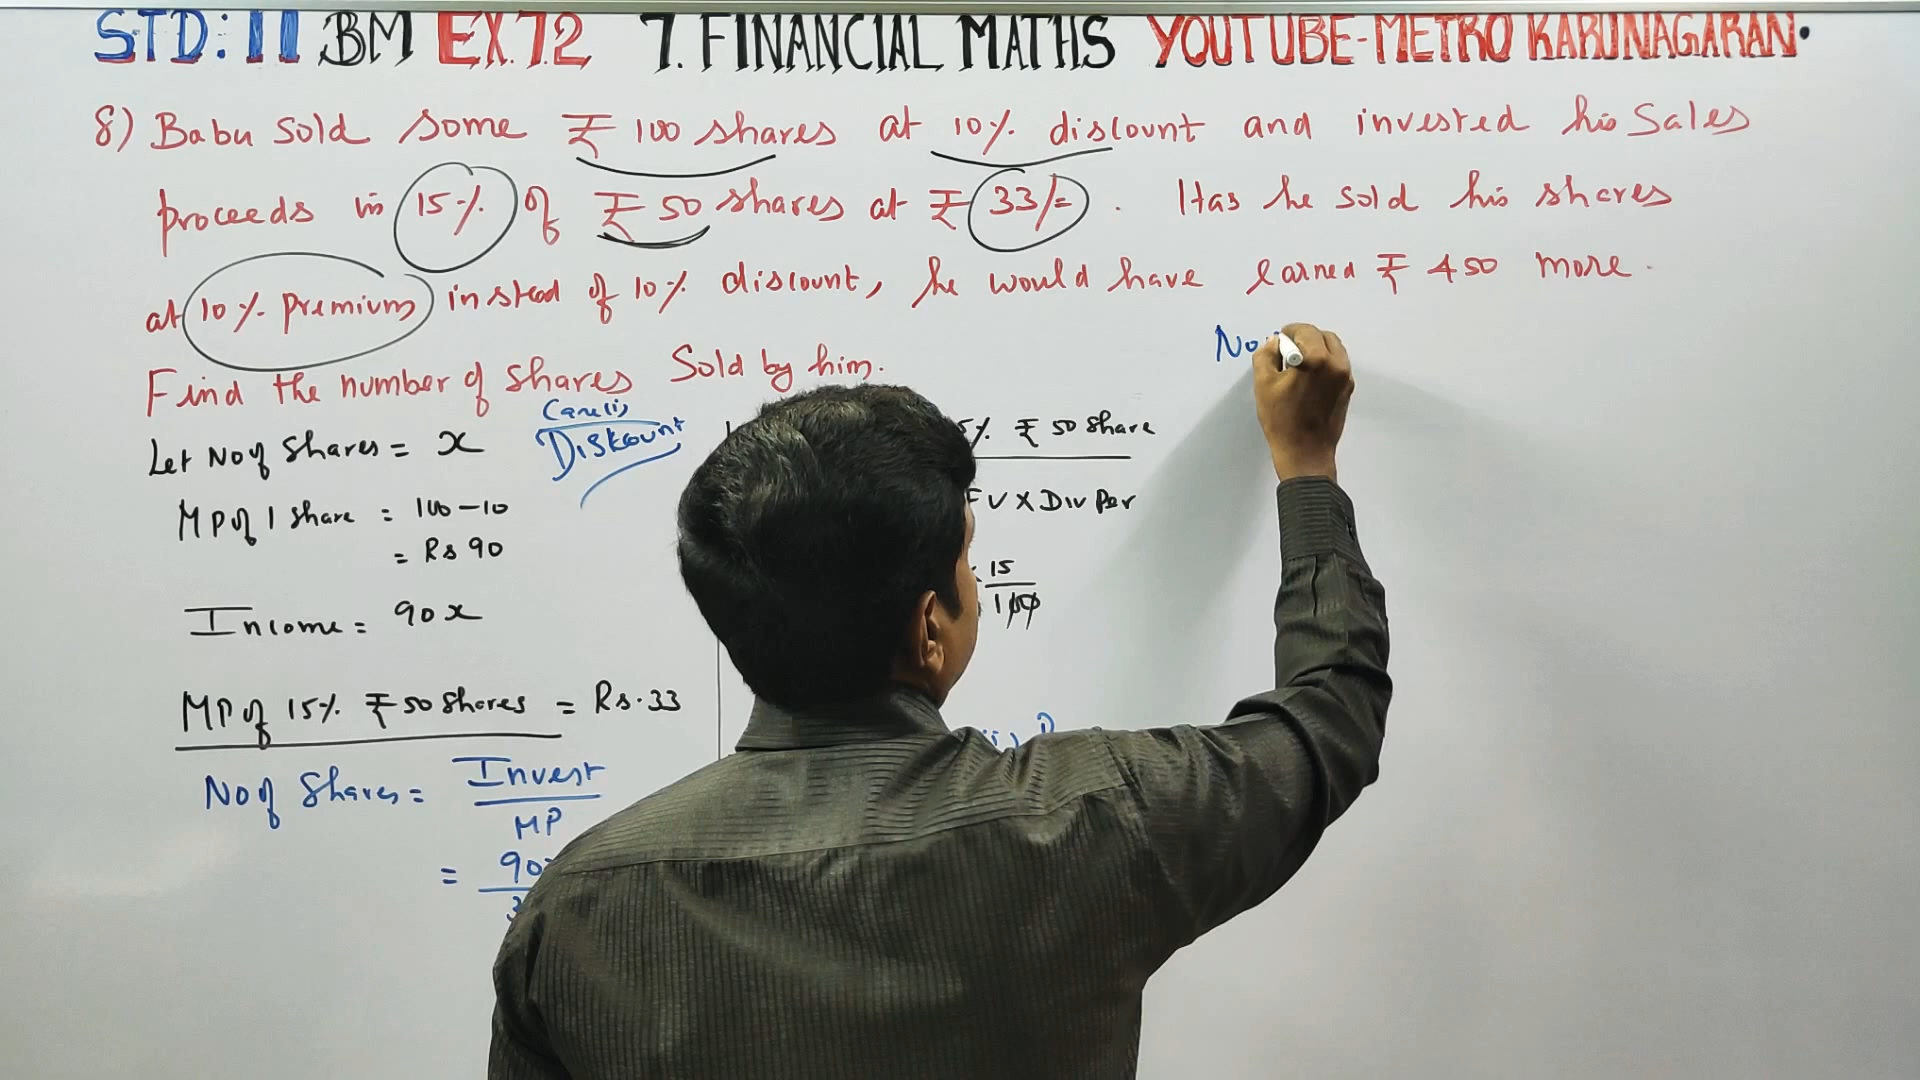 STD: 11 BM EX.7.2 7. FINANCIAL MATHS YOUTUBE-METRO KARUNAGARAN.
8) Babu sold some ₹ 100 shares at 10% discount and invested his Sales
proceeds in 15% of ₹ 50 shares at ₹ 33/= . Has he sold his shares
at 10% Premium instead of 10% discount, he would have earned ₹ 450 more.
Find the number of shares Sold by him.
Let No of Shares = x
MP of 1 Share = 100-10
= Rs 90
Income = 90x
MP of 15% ₹ 50 Shares = Rs. 33
No of Shares = Invest
MP
=
Case(i)
DISKOUNT
5% ₹ 50 Share
FV X Div Per
15
100
No